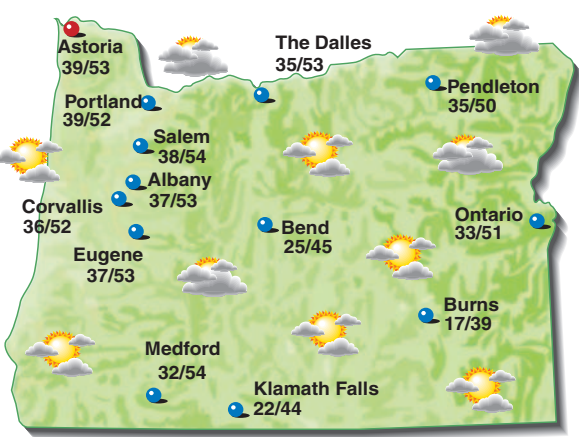 Astoria
39/53
The Dalles
35/53
Portland
39/52
Pendleton
35/50
Salem
38/54
Albany
37/53
Corvallis
36/52
Eugene
37/53
Bend
25/45
Ontario
33/51
Burns
17/39
Medford
32/54
Klamath Falls
22/44